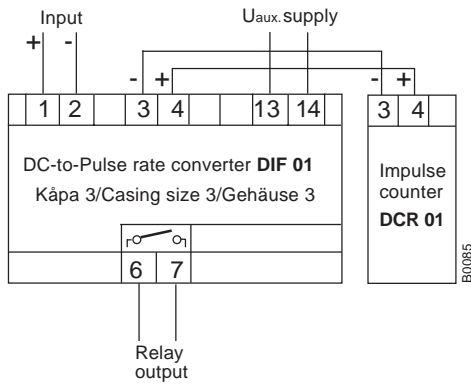 Input
Uaux. supply
+ -
- +
- +
1 2 3 4 13 14
3 4
DC-to-Pulse rate converter DIF 01
Kåpa 3/Casing size 3/Gehäuse 3
Impulse
counter
DCR 01
6 7
Relay
output
B0085